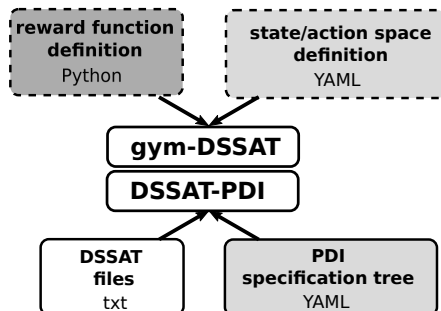 reward function
definition
Python
state/action space
definition
YAML
gym-DSSAT
DSSAT-PDI
DSSAT
files
txt
PDI
specification tree
YAML